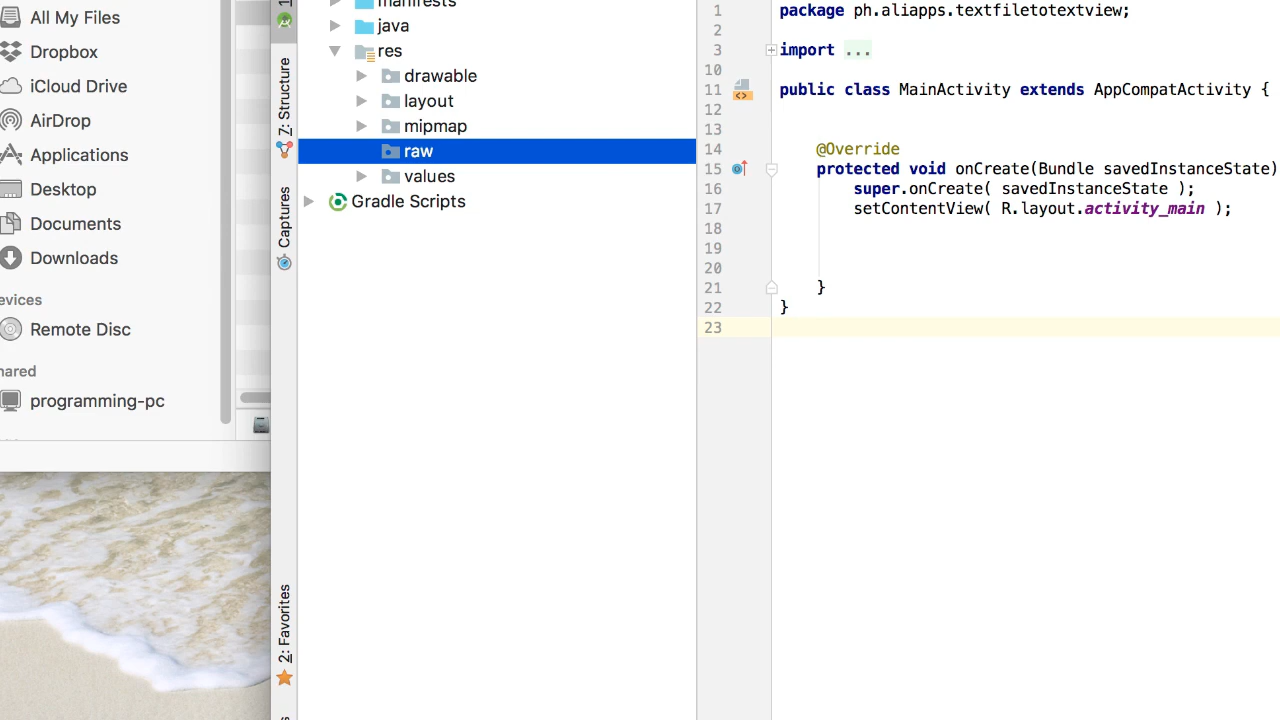 All My Files
Dropbox
iCloud Drive
AirDrop
Applications
Desktop
Documents
Downloads
evices
Remote Disc
hared
programming-pc
7: Structure
Captures
2: Favorites
manifests
java
res
drawable
layout
mipmap
raw
values
Gradle Scripts
1 package ph.aliapps.textfiletotextview;
2
3 import ...
10
11 public class MainActivity extends AppCompatActivity {
12
13
14 @Override
15 protected void onCreate(Bundle savedInstanceState)
16 super.onCreate( savedInstanceState );
17 setContentView( R.layout.activity_main );
18
19
20
21 }
22 }
23